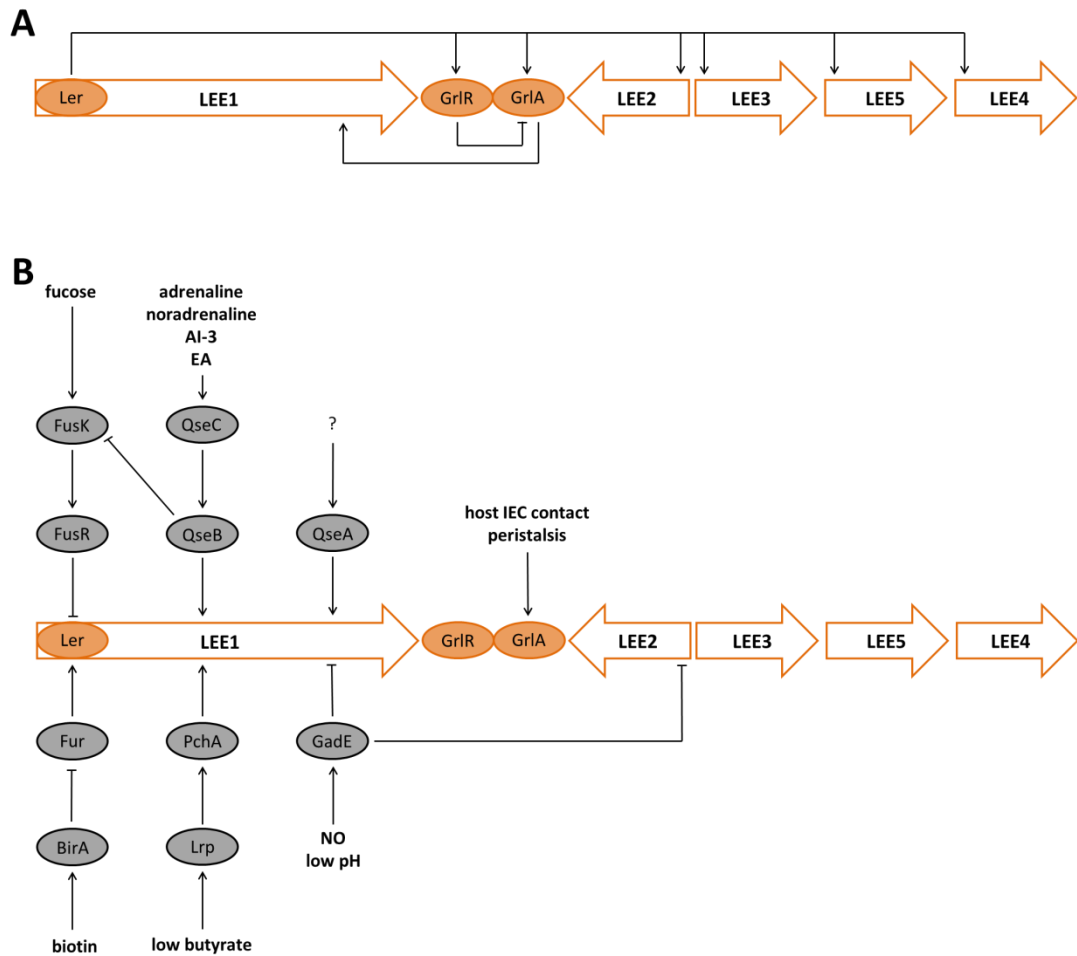 A
Ler
LEE1
GrlR
GrlA
LEE2
LEE3
LEE5
LEE4
B
fucose
adrenaline
noradrenaline
AI-3
EA
FusK
QseC
?
FusR
QseB
QseA
host IEC contact
peristalsis
Ler
LEE1
GrlR
GrlA
LEE2
LEE3
LEE5
LEE4
Fur
PchA
GadE
BirA
Lrp
NO
low pH
biotin
low butyrate